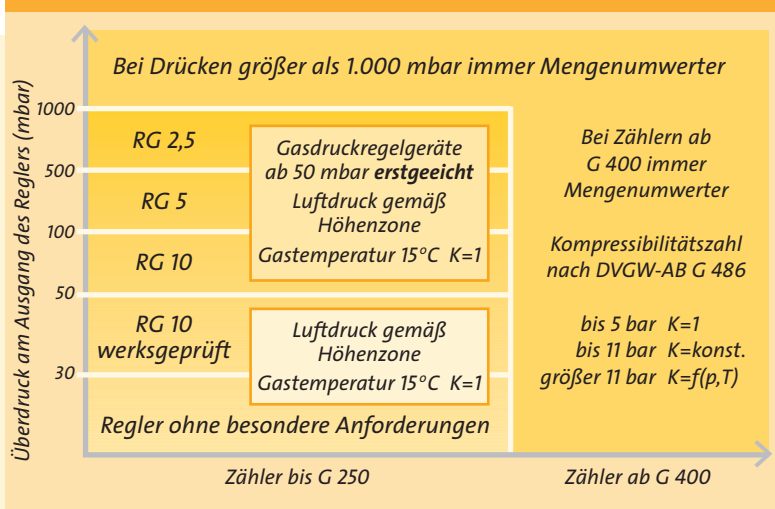 Bei Drücken größer als 1.000 mbar immer Mengenumwerter
Überdruck am Ausgang des Reglers (mbar)
1000
500
100
50
30
RG 2,5
RG 5
RG 10
RG 10
werksgeprüft
Regler ohne besondere Anforderungen
Gasdruckregelgeräte
ab 50 mbar erstgeeicht
Luftdruck gemäß
Höhenzone
Gastemperatur 15°C K=1
Luftdruck gemäß
Höhenzone
Gastemperatur 15°C K=1
Bei Zählern ab
G 400 immer
Mengenumwerter
Kompressibilitätszahl
nach DVGW-AB G 486
bis 5 bar K=1
bis 11 bar K=konst.
größer 11 bar K=f(p,T)
Zähler bis G 250
Zähler ab G 400